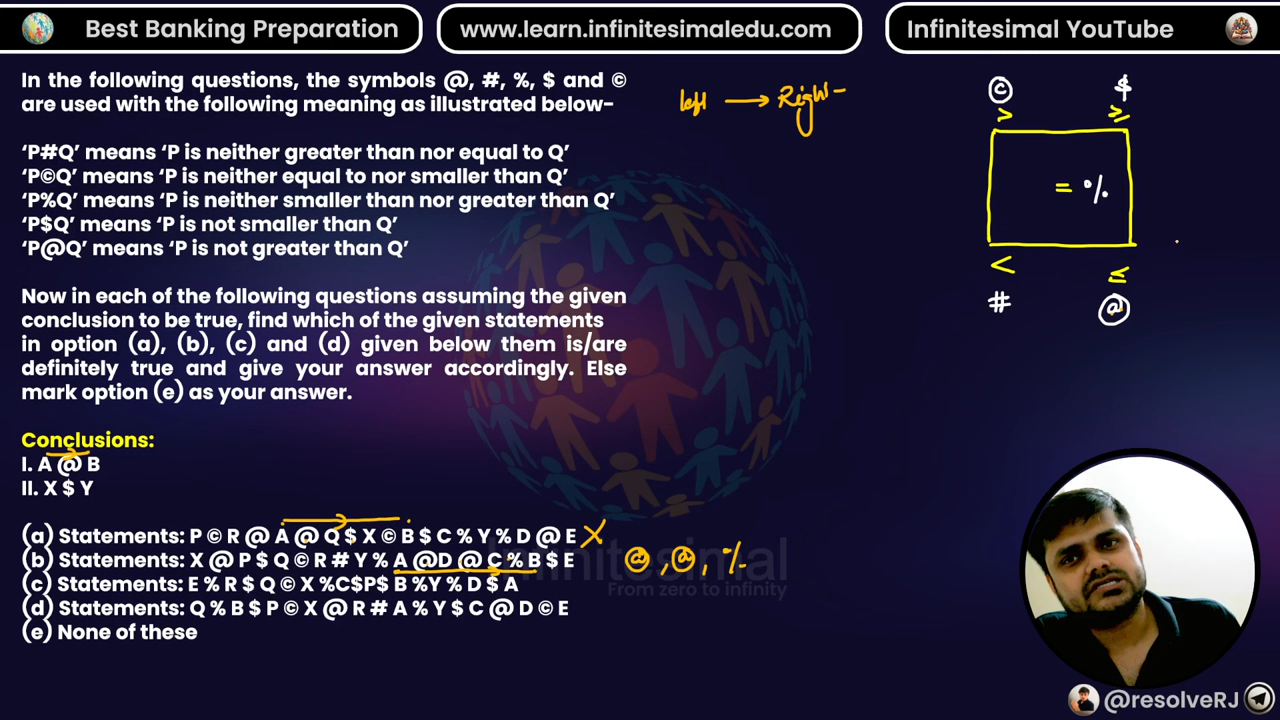 Best Banking Preparation
www.learn.infinitesimaledu.com
Infinitesimal YouTube
In the following questions, the symbols @, #, %, $ and ©
are used with the following meaning as illustrated below-
'P#Q' means 'P is neither greater than nor equal to Q'
'P©Q' means 'P is neither equal to nor smaller than Q'
'P%Q' means 'P is neither smaller than nor greater than Q'
'P$Q' means 'P is not smaller than Q'
'P@Q' means 'P is not greater than Q'
Now in each of the following questions assuming the given
conclusion to be true, find which of the given statements
in option (a), (b), (c) and (d) given below them is/are
definitely true and give your answer accordingly. Else
mark option (e) as your answer.
Conclusions:
I. A @ B
II. X $ Y
(a) Statements: P © R @ A @ Q $ X © B $ C % Y % D @ E X
(b) Statements: X @ P $ Q © R # Y % A @D @ C % B $ E @ , @ , %
(c) Statements: E % R $ Q © X %C$P$ B %Y % D $ A
(d) Statements: Q % B $ P © X @ R # A % Y $ C @ D © E
(e) None of these
left → Right -
© $
> ≥
= %
< ≤
# @
Infinitesimal
From zero to infinity
@resolveRJ